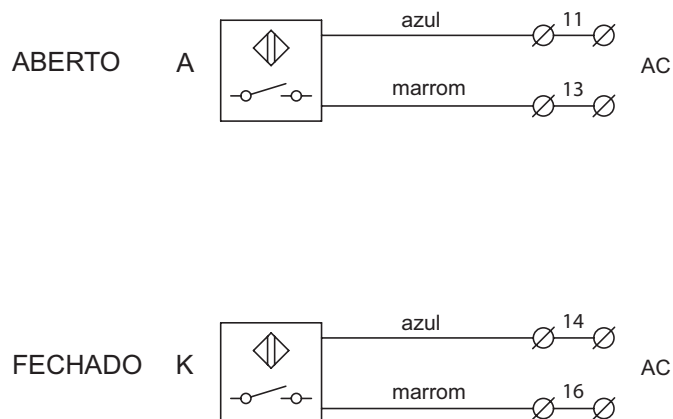 azul 11
ABERTO A AC
marrom 13
azul 14
FECHADO K AC
marrom 16